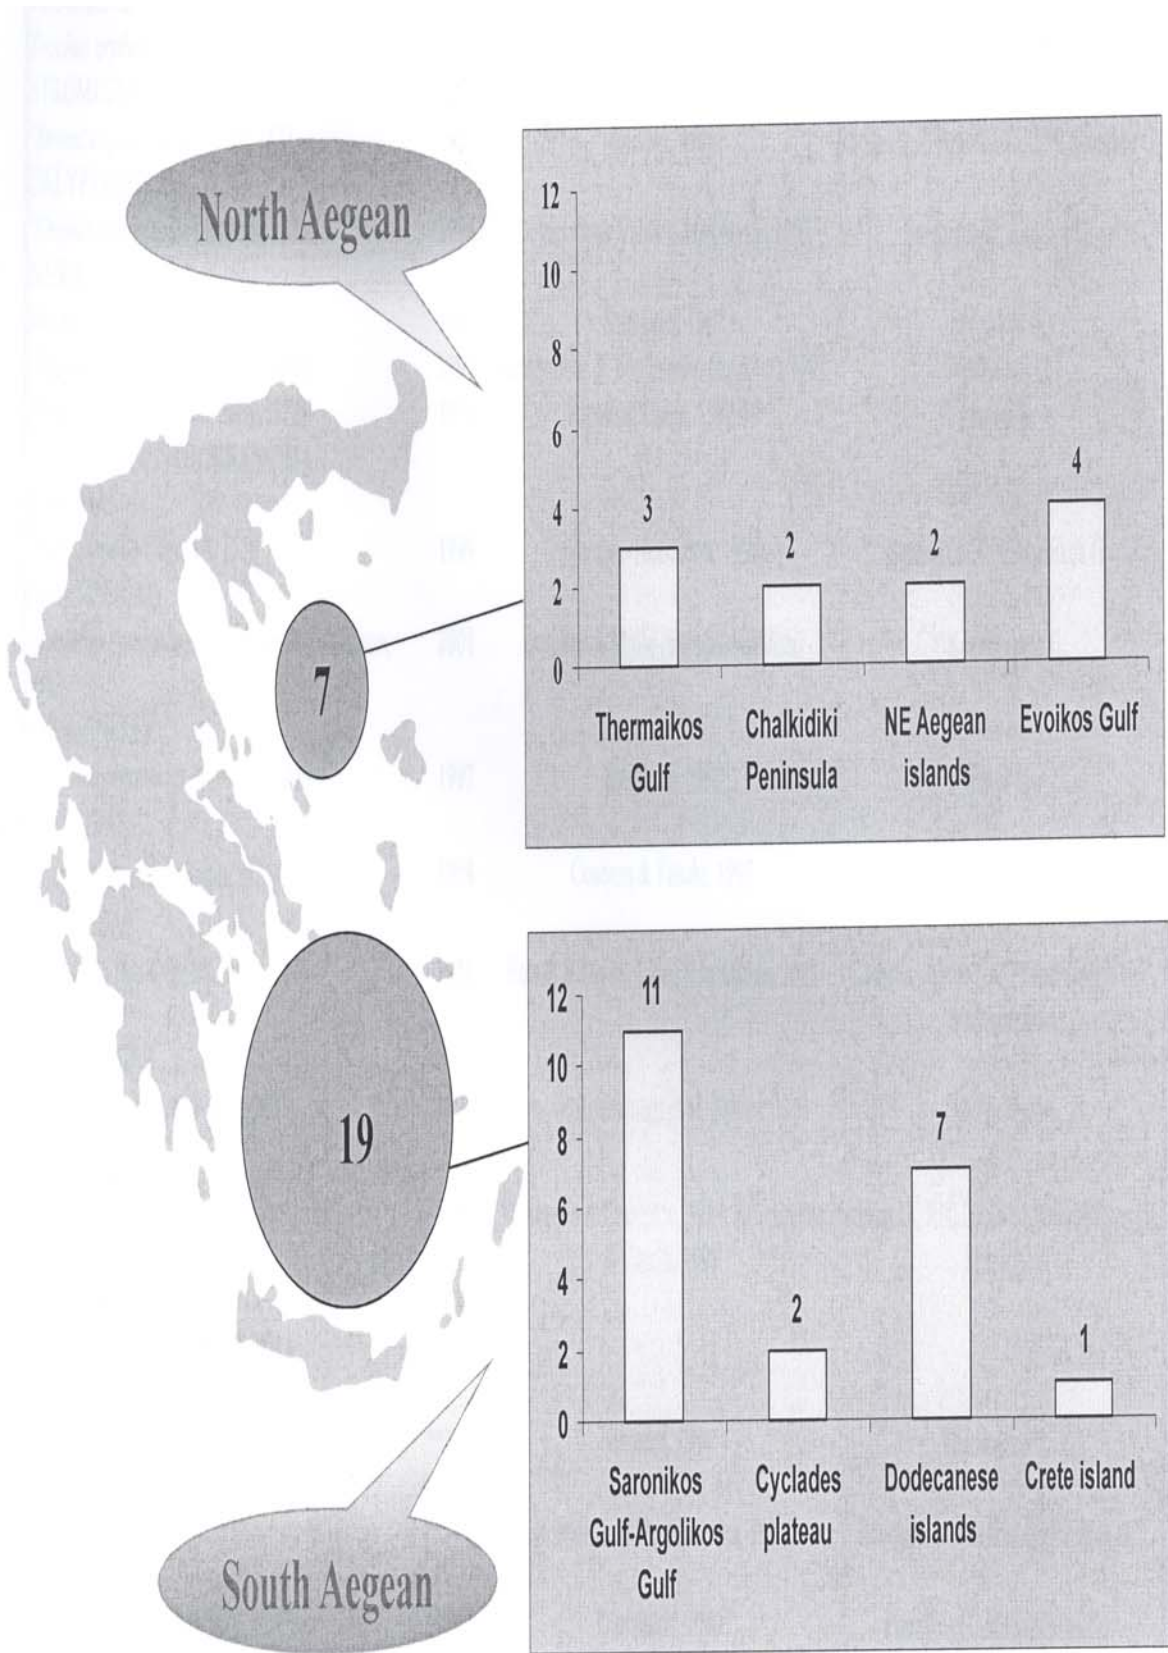 North Aegean
12
10
8
6
4
2
0
3
2
2
4
Thermaikos
Gulf
Chalkidiki
Peninsula
NE Aegean
islands
Evoikos Gulf
7
19
12
10
8
6
4
2
0
11
2
7
1
Saronikos
Gulf-Argolikos
Gulf
Cyclades
plateau
Dodecanese
islands
Crete island
South Aegean